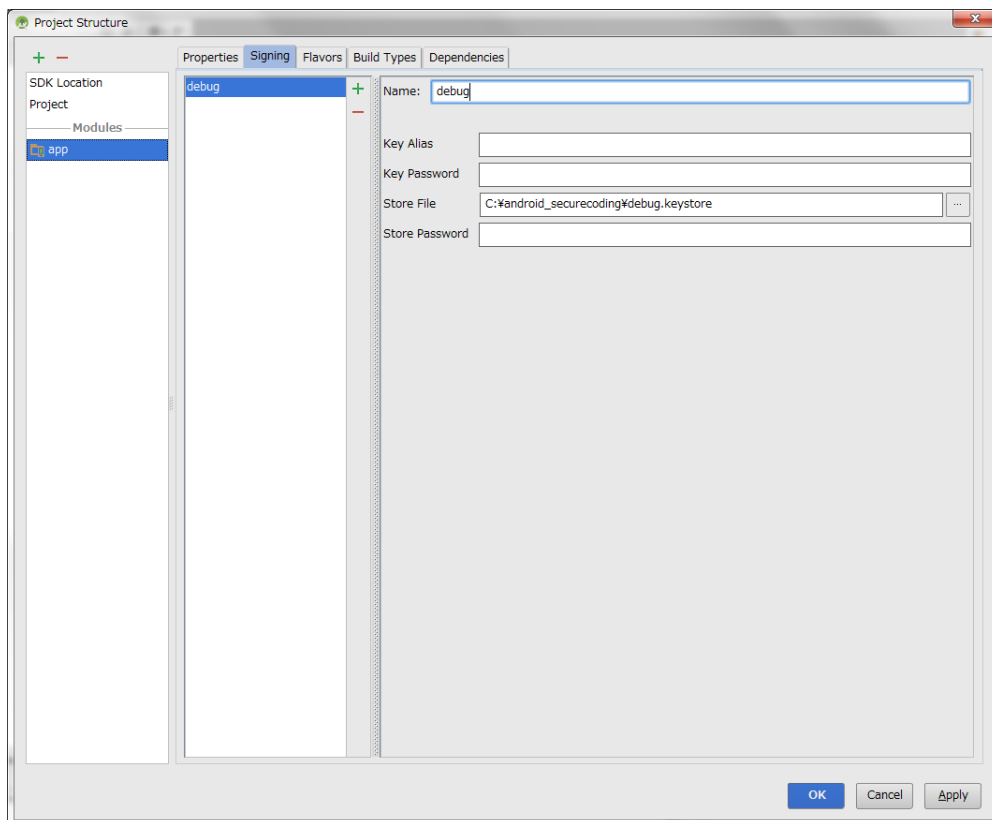 Project Structure
Properties Signing Flavors Build Types Dependencies
SDK Location
Project
Modules
app
debug
Name: debug
Key Alias
Key Password
Store File C:¥android_securecoding¥debug.keystore ...
Store Password
OK Cancel Apply